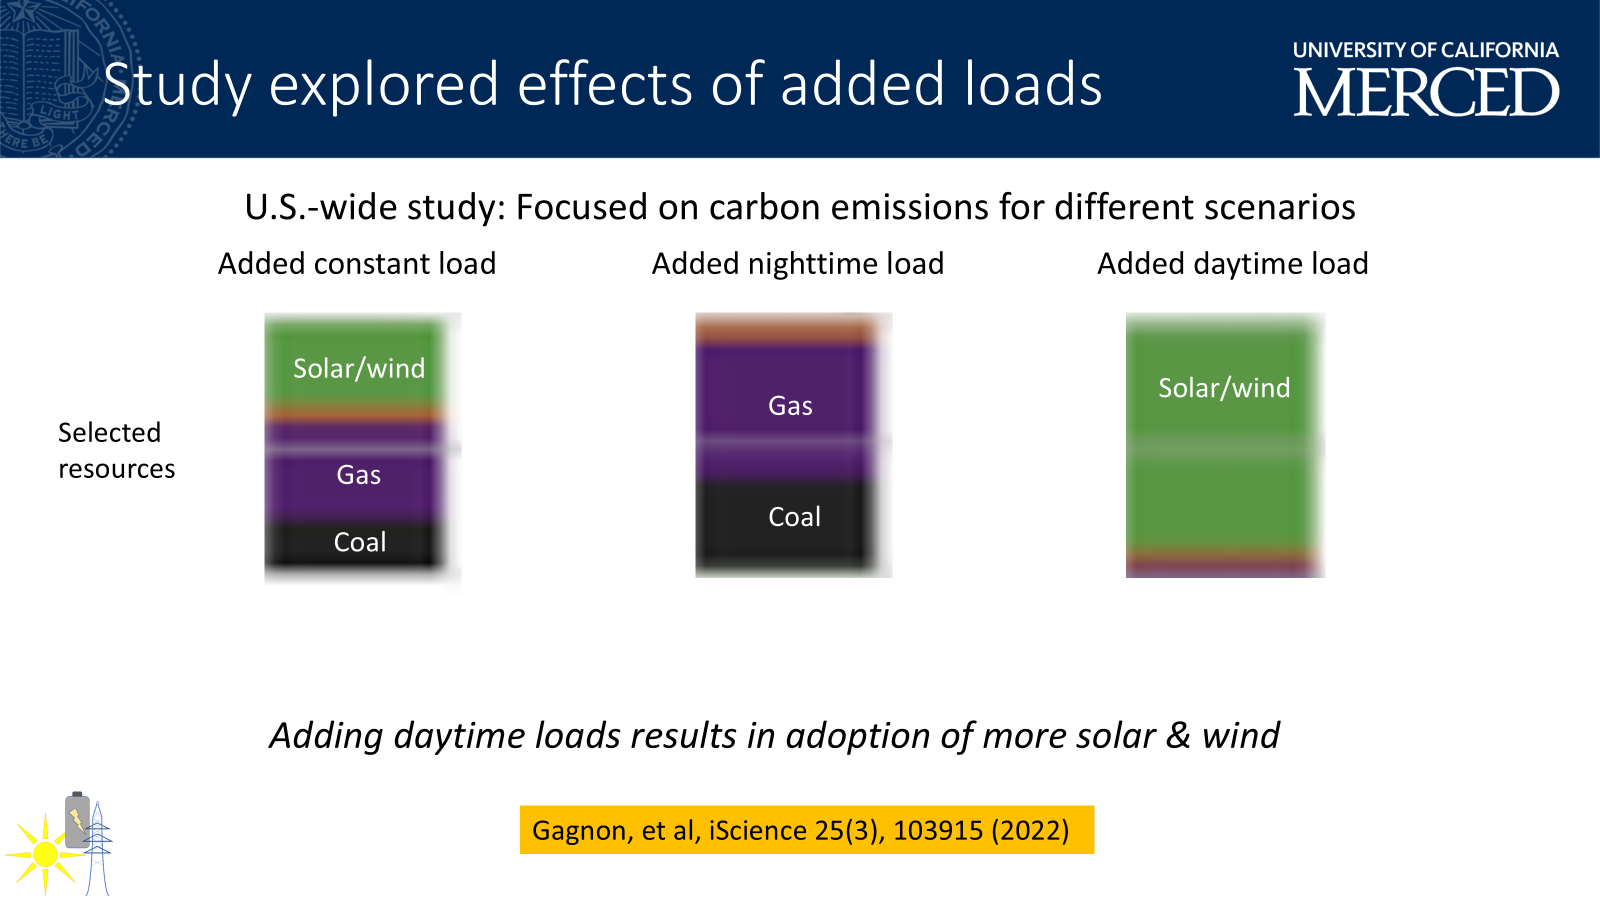 Study explored effects of added loads
UNIVERSITY OF CALIFORNIA
MERCED
U.S.-wide study: Focused on carbon emissions for different scenarios
Added constant load
Added nighttime load
Added daytime load
Solar/wind
Gas
Coal
Gas
Coal
Solar/wind
Selected
resources
Adding daytime loads results in adoption of more solar & wind
Gagnon, et al, iScience 25(3), 103915 (2022)